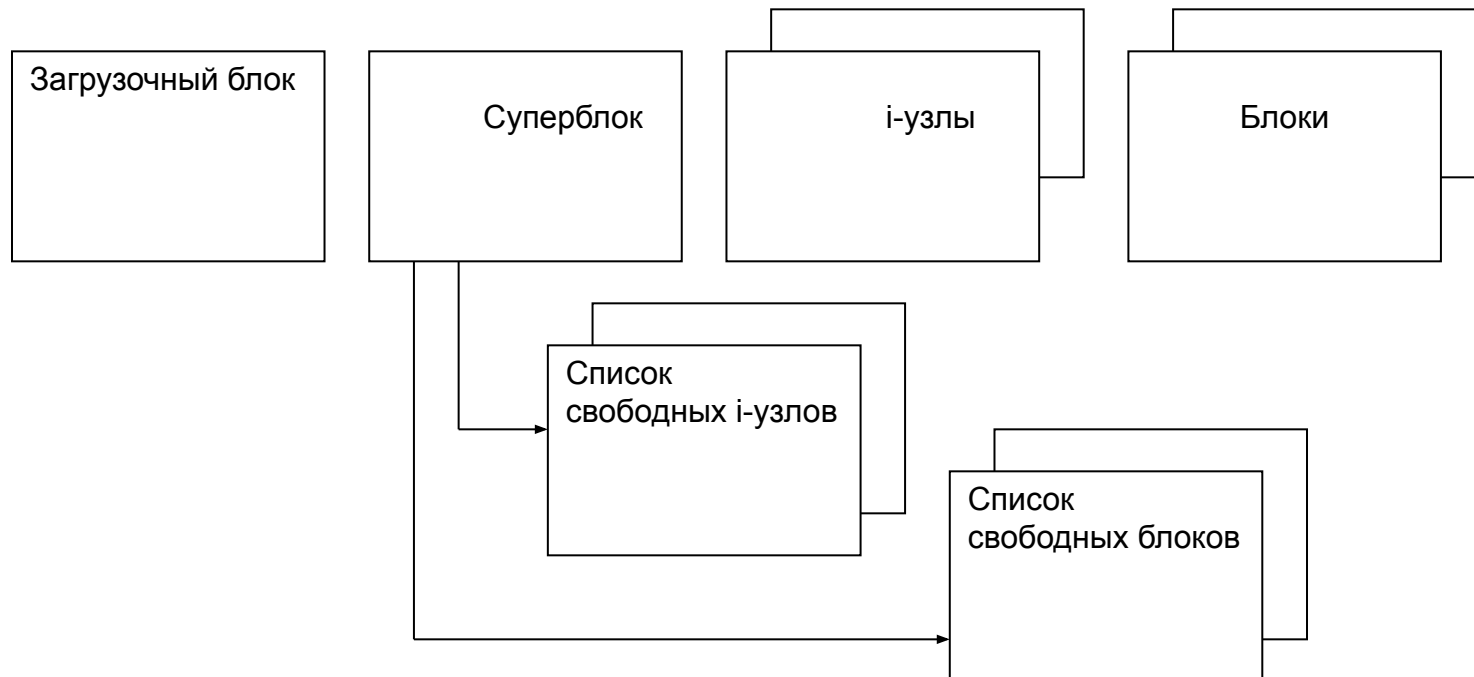 Загрузочный блок
Суперблок
i-узлы
Блоки
Список
свободных i-узлов
Список
свободных блоков